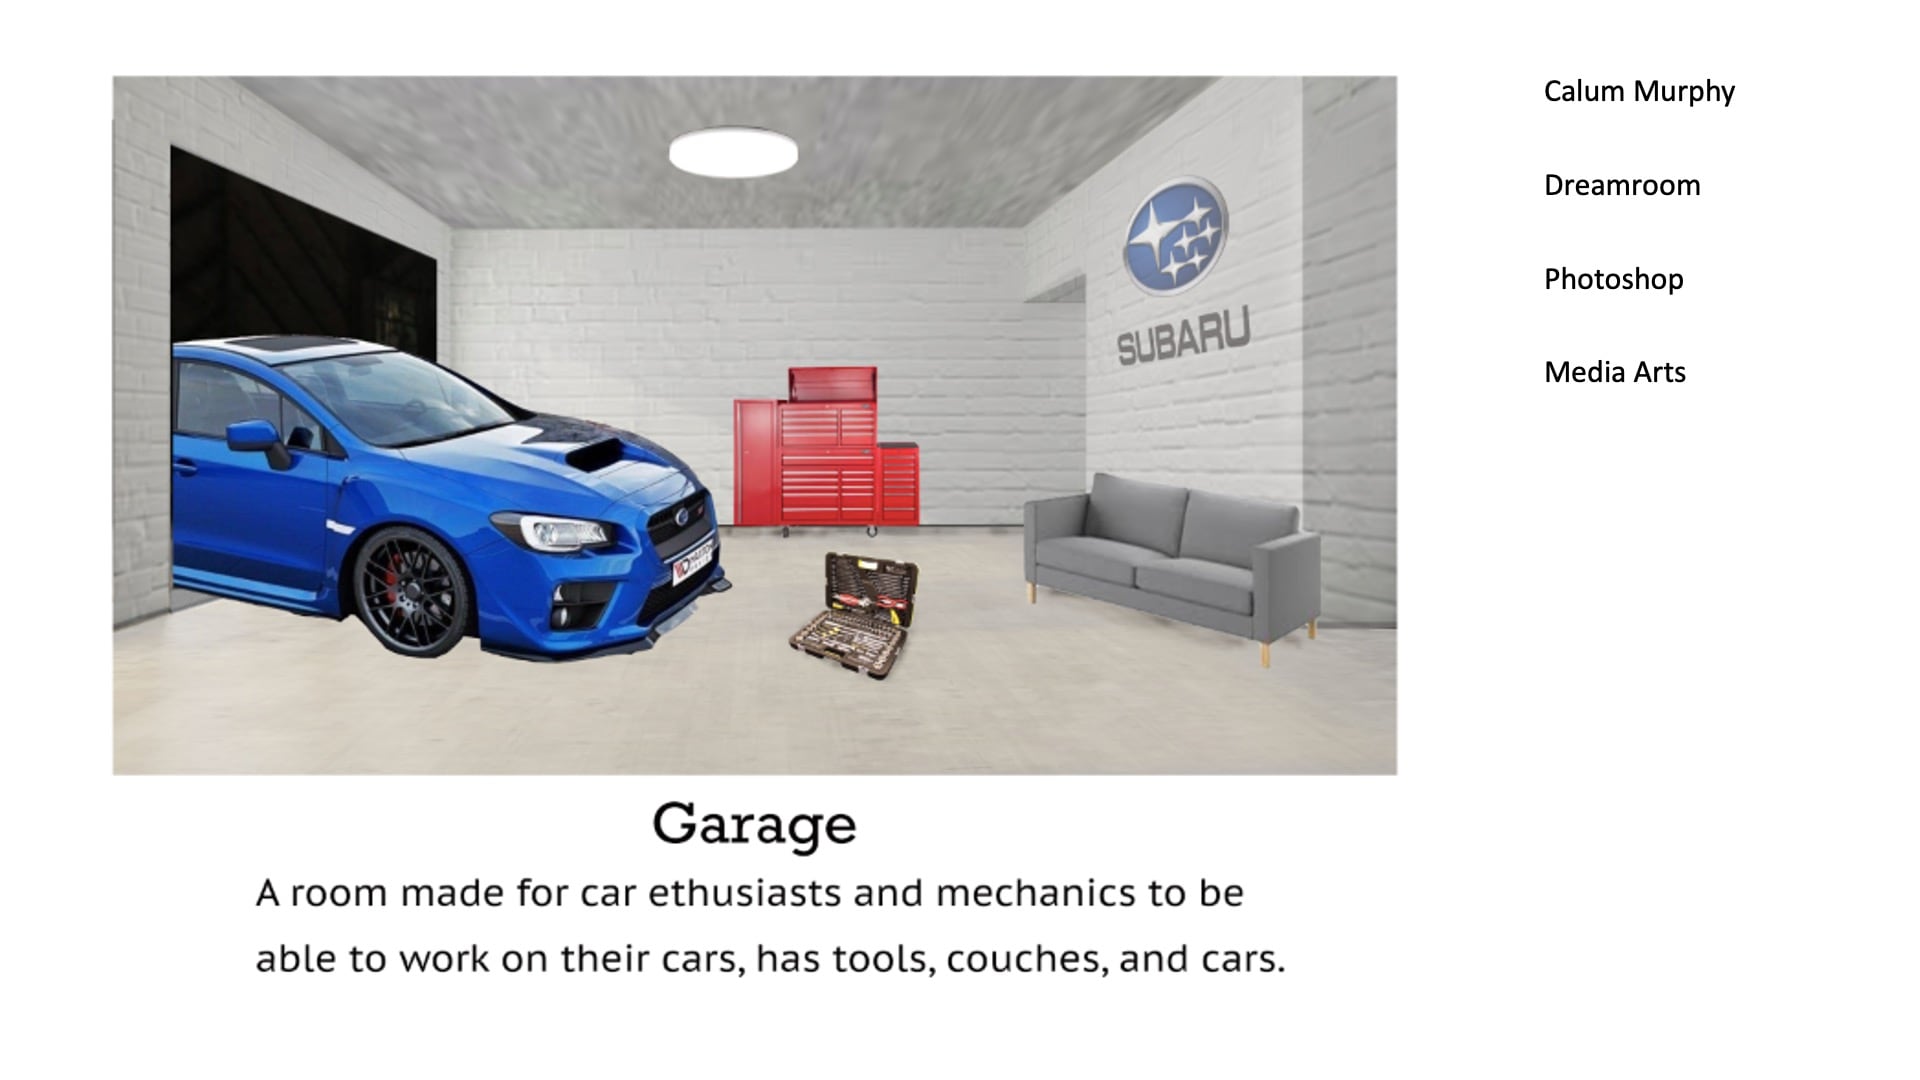 Calum Murphy
Dreamroom
Photoshop
Media Arts
SUBARU
Garage
A room made for car ethusiasts and mechanics to be
able to work on their cars, has tools, couches, and cars.